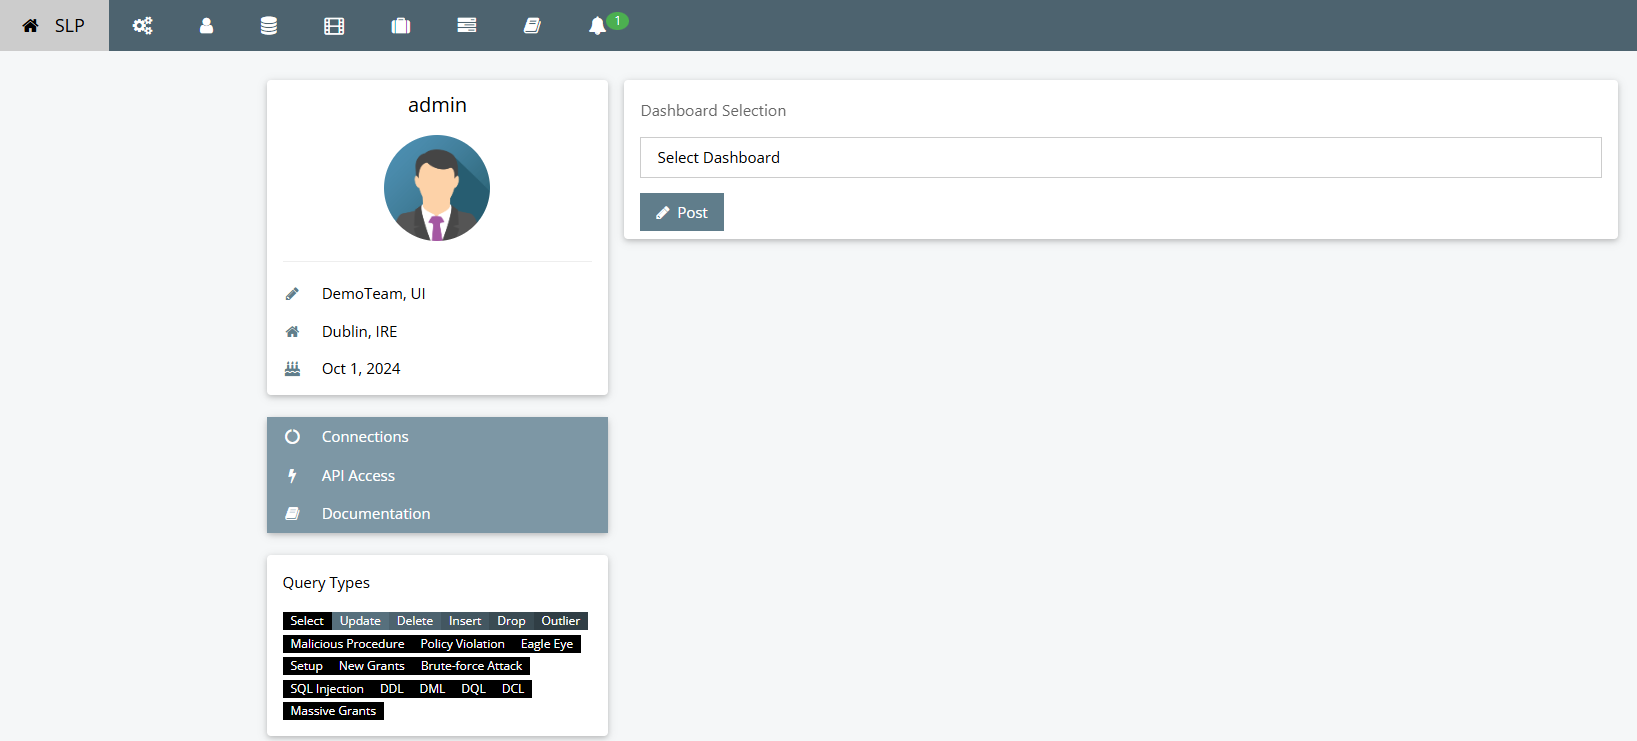 SLP
1
admin
DemoTeam, UI
Dublin, IRE
Oct 1, 2024
Connections
API Access
Documentation
Query Types
Select Update Delete Insert Drop Outlier
Malicious Procedure Policy Violation Eagle Eye
Setup New Grants Brute-force Attack
SQL Injection DDL DML DQL DCL
Massive Grants
Dashboard Selection
Select Dashboard
Post